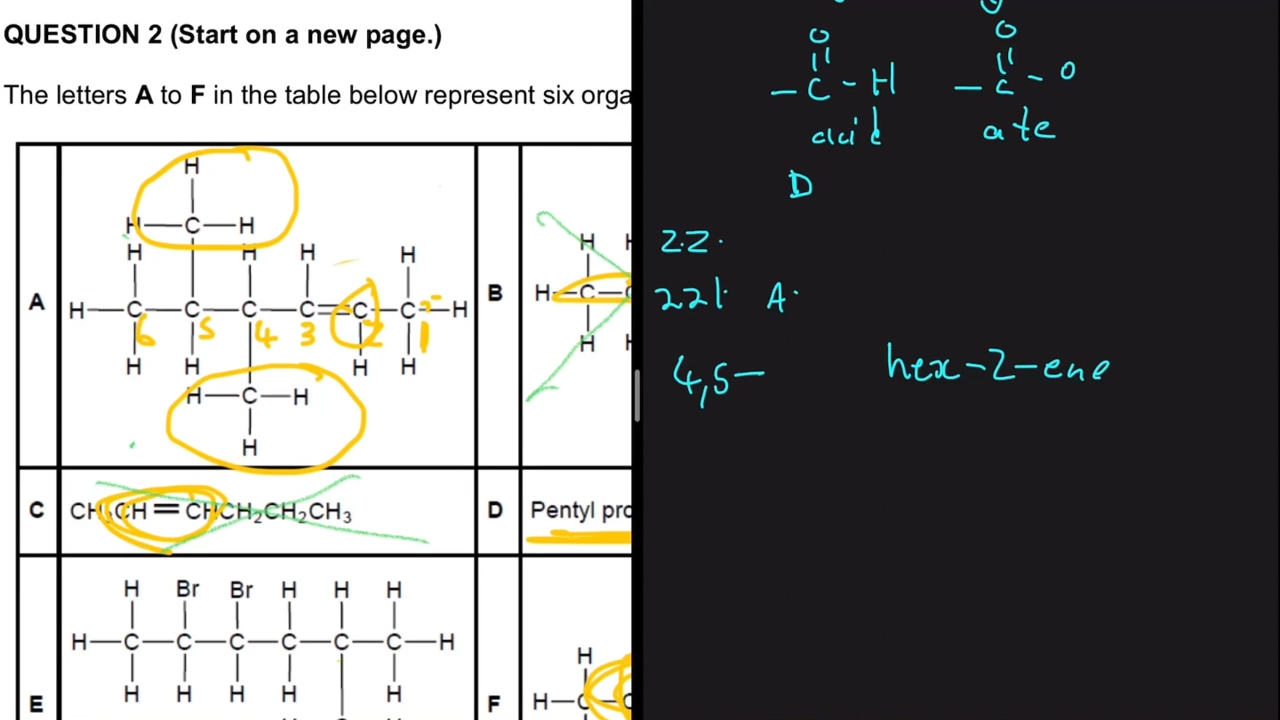 QUESTION 2 (Start on a new page.)
The letters A to F in the table below represent six orga
A
H
H—C—H
H H H H
H—C—C—C—C=C—C—H
6 5 4 3 2 1
H H H H
H—C—H
H
B
H H
H—C—C
H H
C
CH3CH=CHCH2CH2CH3
D
Pentyl pro
E
H Br Br H H H
H—C—C—C—C—C—C—H
H H H H H
F
H
H—C—C
O O
|| ||
—C-H —C-O
acid ate
D
2.2.
2.2.1. A.
4,5— hex-2-ene